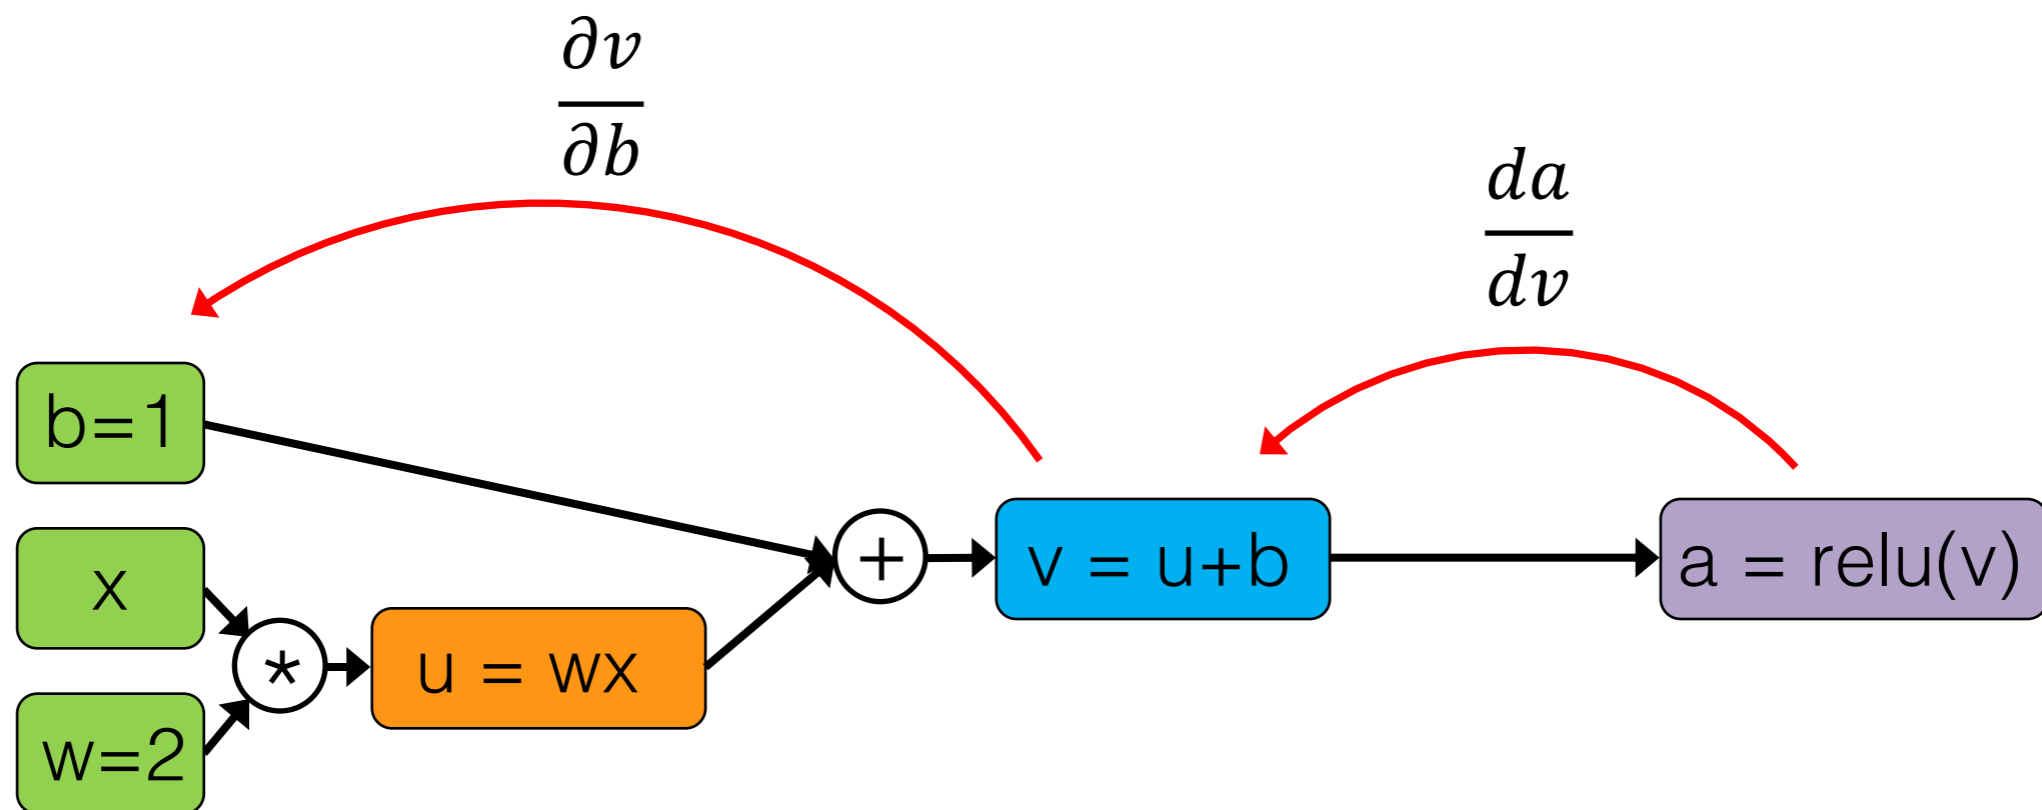 ∂v
∂b
da
dv
b=1
x
w=2
*
u = wx
+
v = u+b
a = relu(v)